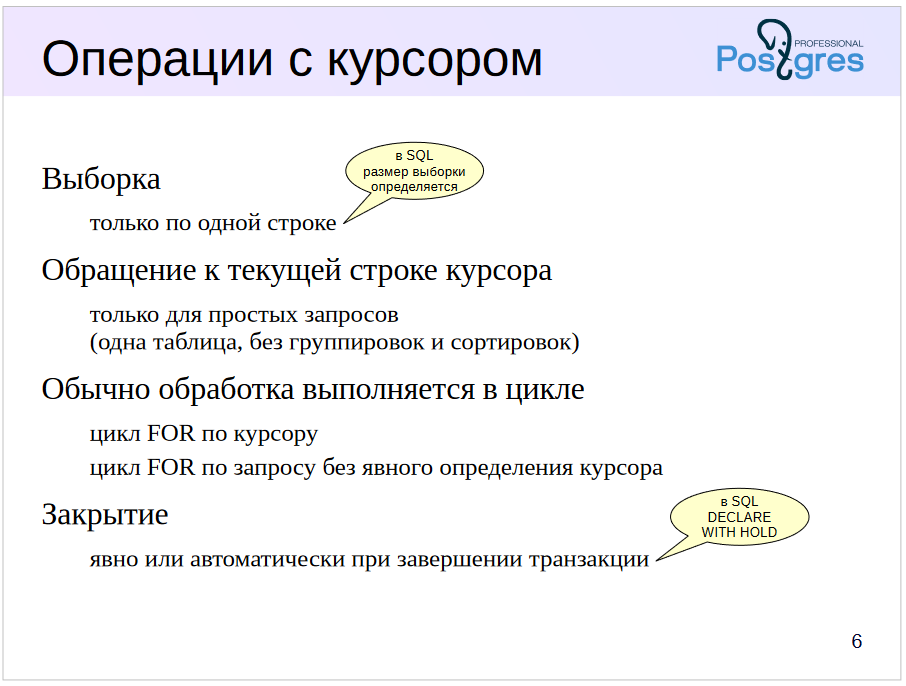 Операции с курсором
PROFESSIONAL
Postgres
Выборка
в SQL
размер выборки
определяется
только по одной строке
Обращение к текущей строке курсора
только для простых запросов
(одна таблица, без группировок и сортировок)
Обычно обработка выполняется в цикле
цикл FOR по курсору
цикл FOR по запросу без явного определения курсора
Закрытие
в SQL
DECLARE
WITH HOLD
явно или автоматически при завершении транзакции
6